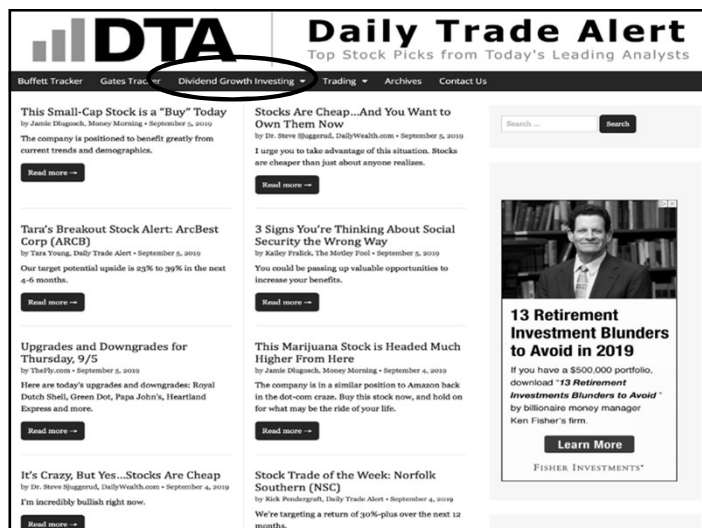 DTA
Daily Trade Alert
Top Stock Picks from Today's Leading Analysts
Buffett Tracker Gates Tracker Dividend Growth Investing Trading Archives Contact Us
This Small-Cap Stock is a "Buy" Today
by Jamie Dlugosch, Money Morning • September 5, 2019
The company is positioned to benefit greatly from
current trends and demographics.
Read more →
Tara's Breakout Stock Alert: ArcBest
Corp (ARCB)
by Tara Young, Daily Trade Alert • September 5, 2019
Our target potential upside is 23% to 39% in the next
4-6 months.
Read more →
Upgrades and Downgrades for
Thursday, 9/5
by TheFly.com • September 5, 2019
Here are today's upgrades and downgrades: Royal
Dutch Shell, Green Dot, Papa John's, Heartland
Express and more.
Read more →
It's Crazy, But Yes...Stocks Are Cheap
by Dr. Steve Sjuggerud, DailyWealth.com • September 4, 2019
I'm incredibly bullish right now.
Read more →
Stocks Are Cheap...And You Want to
Own Them Now
by Dr. Steve Sjuggerud, DailyWealth.com • September 5, 2019
I urge you to take advantage of this situation. Stocks
are cheaper than just about anyone realizes.
Read more →
3 Signs You're Thinking About Social
Security the Wrong Way
by Kailey Fralick, The Motley Fool • September 5, 2019
You could be passing up valuable opportunities to
increase your benefits.
Read more →
This Marijuana Stock is Headed Much
Higher From Here
by Jamie Dlugosch, Money Morning • September 4, 2019
The company is in a similar position to Amazon back
in the dot-com craze. Buy this stock now, and hold on
for what may be the ride of your life.
Read more →
Stock Trade of the Week: Norfolk
Southern (NSC)
by Rick Pendergraft, Daily Trade Alert • September 4, 2019
We're targeting a return of 30%-plus over the next 12
months.
Search ...
Search
13 Retirement
Investment Blunders
to Avoid in 2019
If you have a $500,000 portfolio,
download "13 Retirement
Investments Blunders to Avoid "
by billionaire money manager
Ken Fisher's firm.
Learn More
FISHER INVESTMENTS®